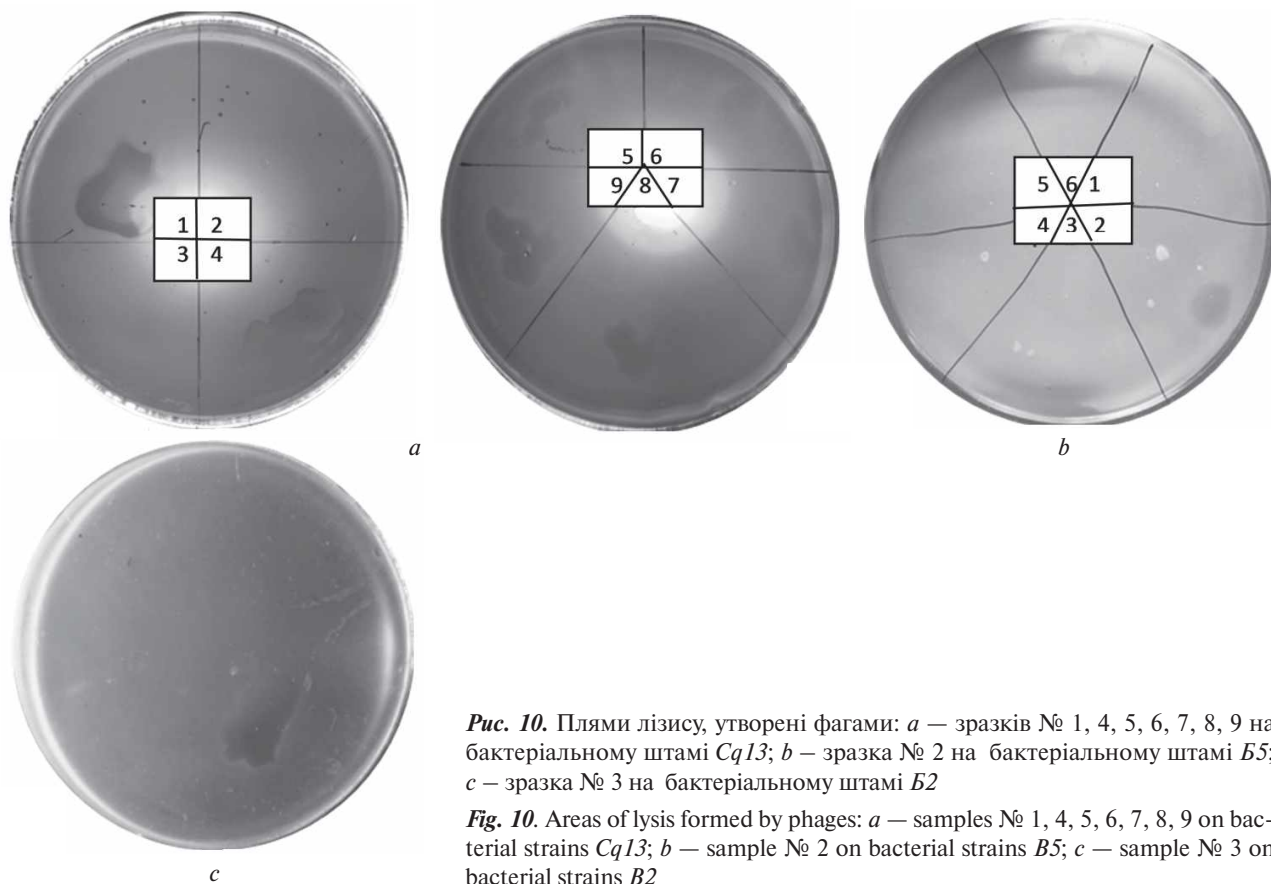 1 2
3 4
5 6
9 8 7
5 6 1
4 3 2
a
b
c
Рис. 10. Плями лізису, утворені фагами: a — зразків № 1, 4, 5, 6, 7, 8, 9 на
бактеріальному штамі Cq13; b – зразка № 2 на бактеріальному штамі Б5;
c – зразка № 3 на бактеріальному штамі Б2
Fig. 10. Areas of lysis formed by phages: a — samples № 1, 4, 5, 6, 7, 8, 9 on bac-
terial strains Cq13; b — sample № 2 on bacterial strains B5; c — sample № 3 on
bacterial strains B2